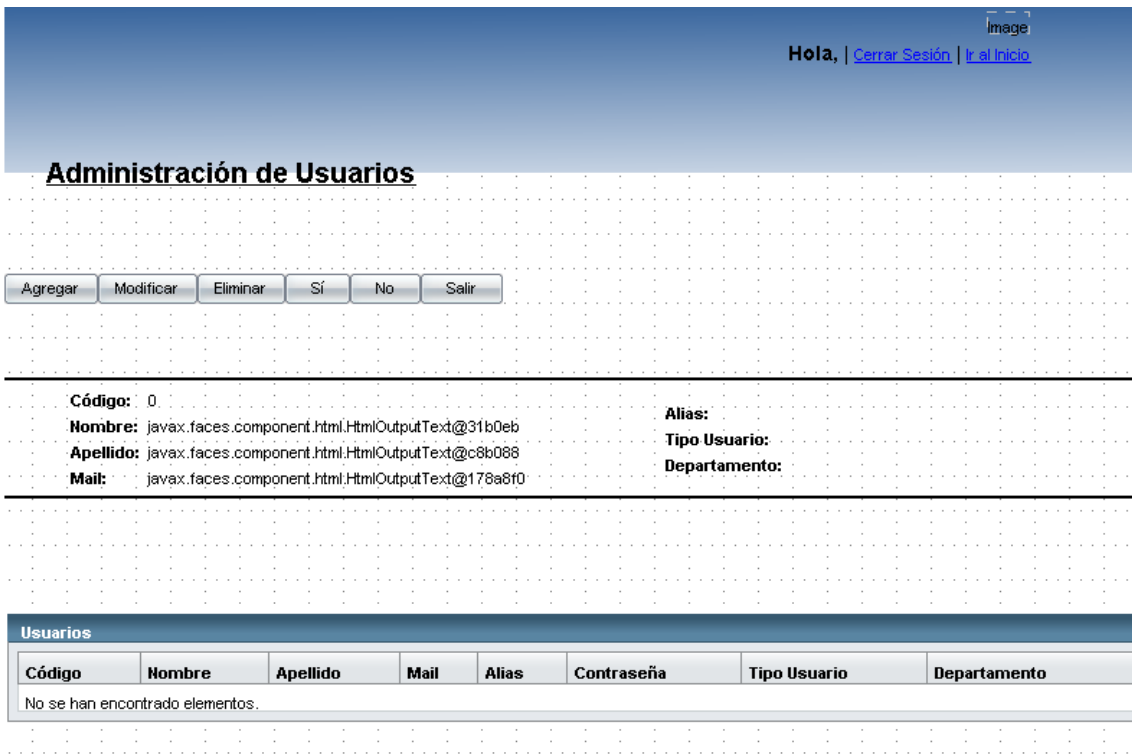 Image
Hola, | Cerrar Sesión | Ir al Inicio
Administración de Usuarios
Agregar Modificar Eliminar Sí No Salir
Código: 0
Nombre: javax.faces.component.html.HtmlOutputText@31b0eb
Apellido: javax.faces.component.html.HtmlOutputText@c8b088
Mail: javax.faces.component.html.HtmlOutputText@178a8f0
Alias:
Tipo Usuario:
Departamento:
Usuarios
Código Nombre Apellido Mail Alias Contraseña Tipo Usuario Departamento
No se han encontrado elementos.